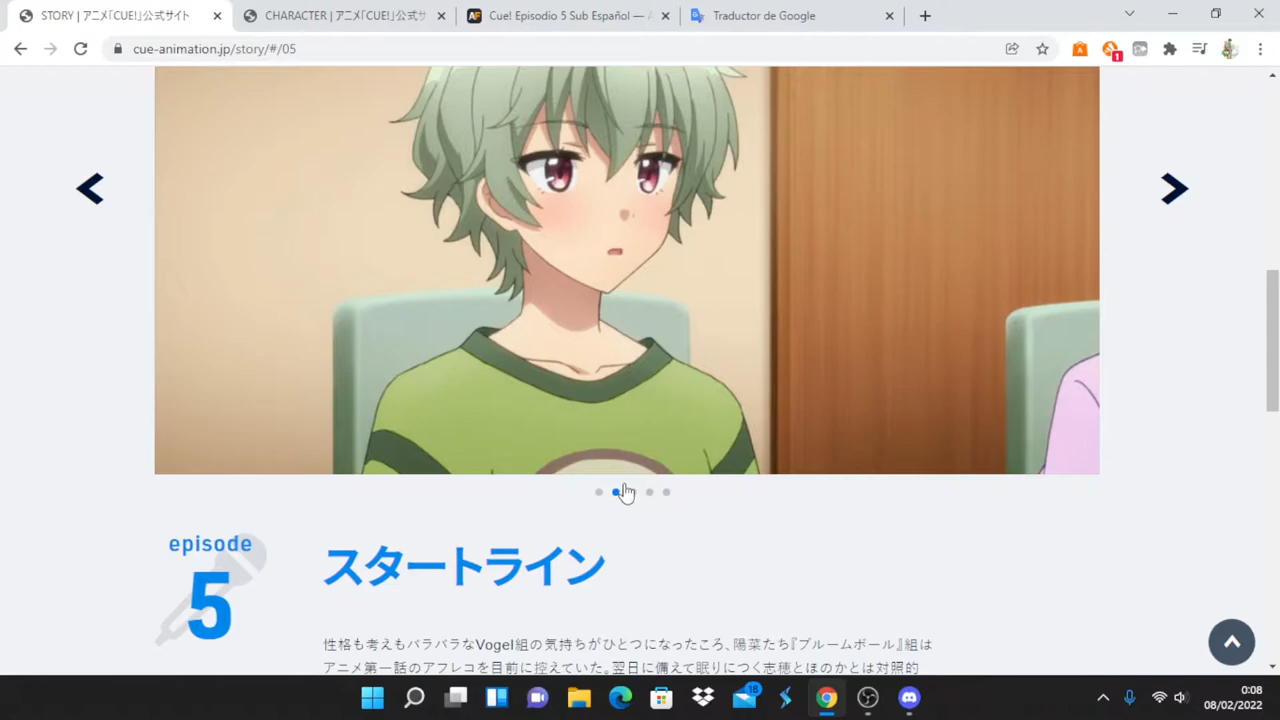 STORY | アニメ「CUE!」公式サイト
CHARACTER | アニメ「CUE!」公式サ
AF
Cue! Episodio 5 Sub Español — A
Traductor de Google
cue-animation.jp/story/#/05
1
episode
5
スタートライン
性格も考えもバラバラなVogel組の気持ちがひとつになったころ、陽菜たち『ブルームボール』組は
アニメ第一話のアフレコを目前に控えていた。翌日に備えて眠りにつく志穂とほのかとは対照的
18
0:08
08/02/2022